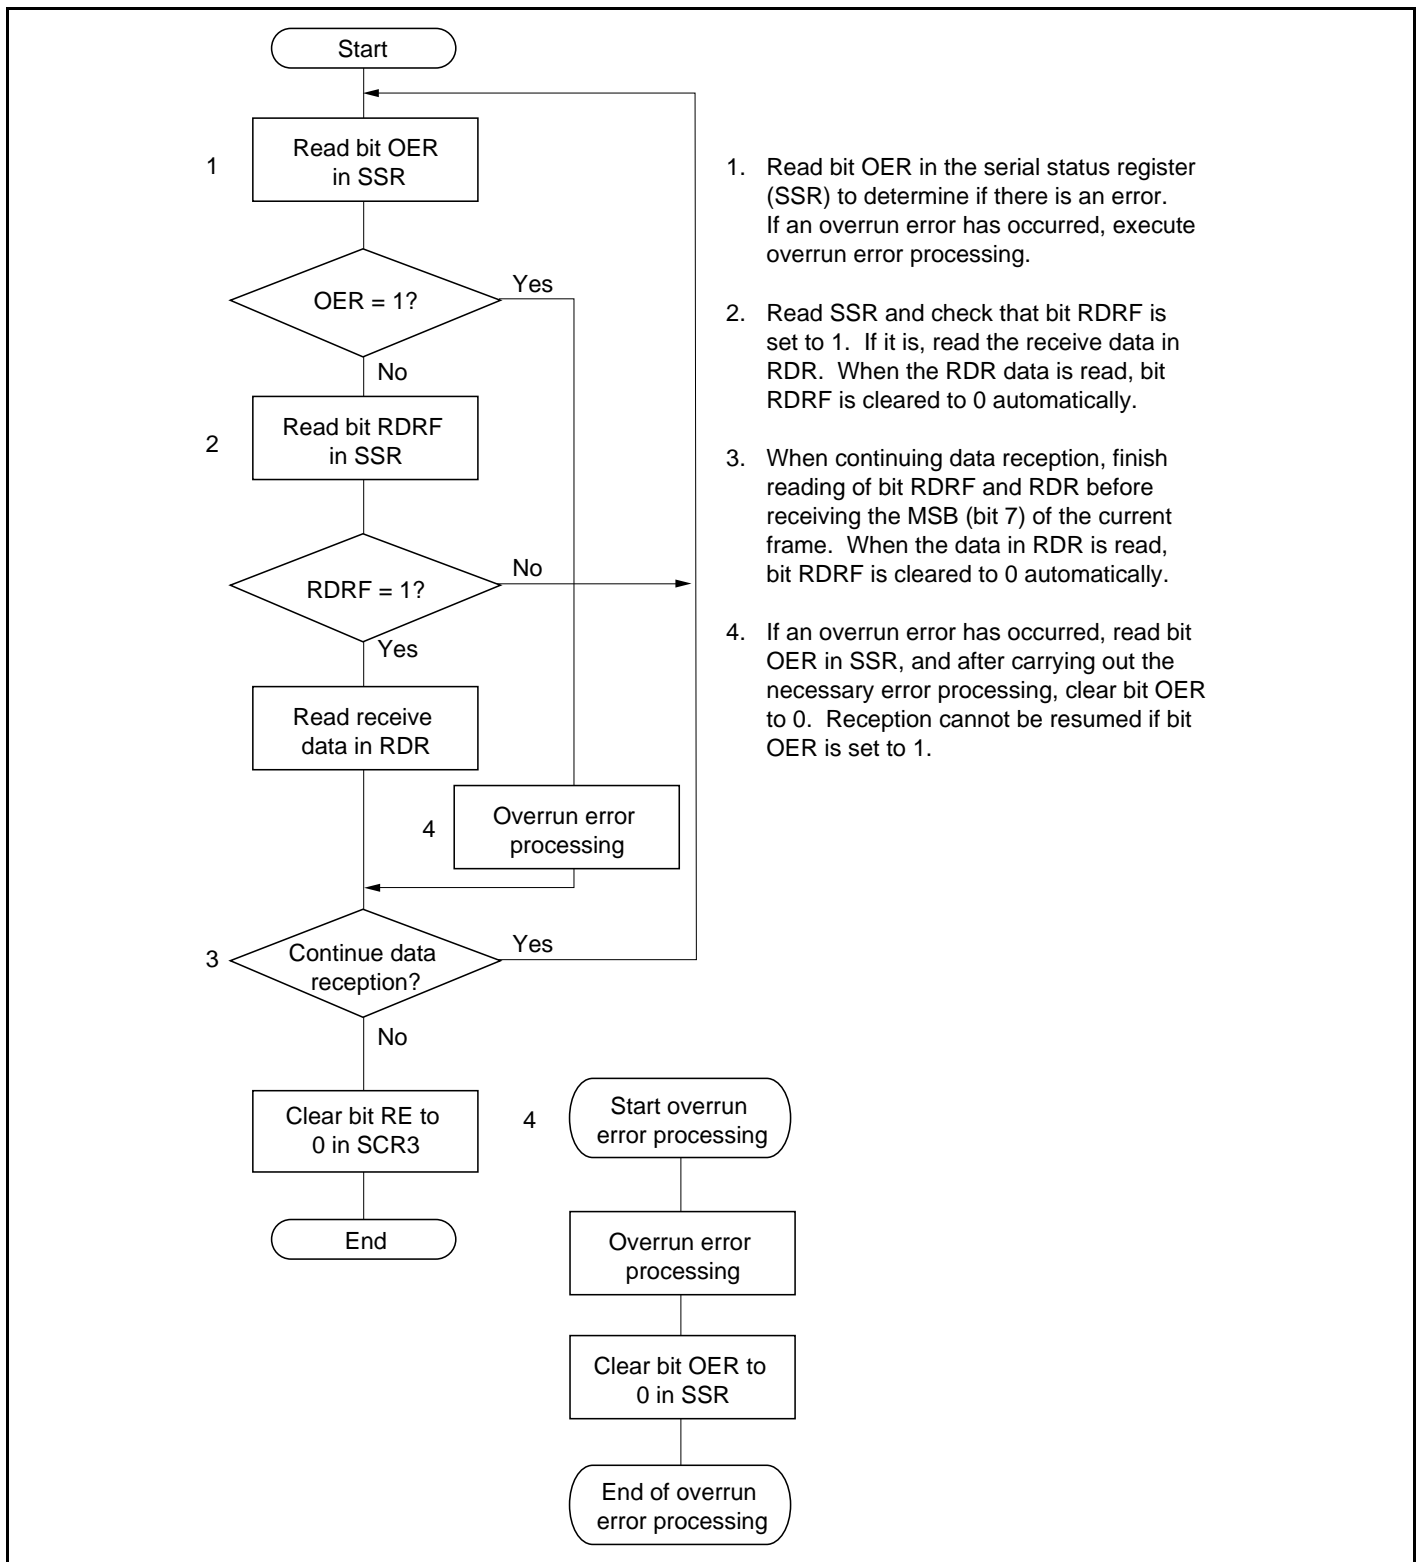 Start
1
Read bit OER
in SSR
OER = 1?
Yes
No
2
Read bit RDRF
in SSR
RDRF = 1?
No
Yes
Read receive
data in RDR
4
Overrun error
processing
3
Continue data
reception?
Yes
No
Clear bit RE to
0 in SCR3
End
4
Start overrun
error processing
Overrun error
processing
Clear bit OER to
0 in SSR
End of overrun
error processing
1. Read bit OER in the serial status register
(SSR) to determine if there is an error.
If an overrun error has occurred, execute
overrun error processing.
2. Read SSR and check that bit RDRF is
set to 1. If it is, read the receive data in
RDR. When the RDR data is read, bit
RDRF is cleared to 0 automatically.
3. When continuing data reception, finish
reading of bit RDRF and RDR before
receiving the MSB (bit 7) of the current
frame. When the data in RDR is read,
bit RDRF is cleared to 0 automatically.
4. If an overrun error has occurred, read bit
OER in SSR, and after carrying out the
necessary error processing, clear bit OER
to 0. Reception cannot be resumed if bit
OER is set to 1.